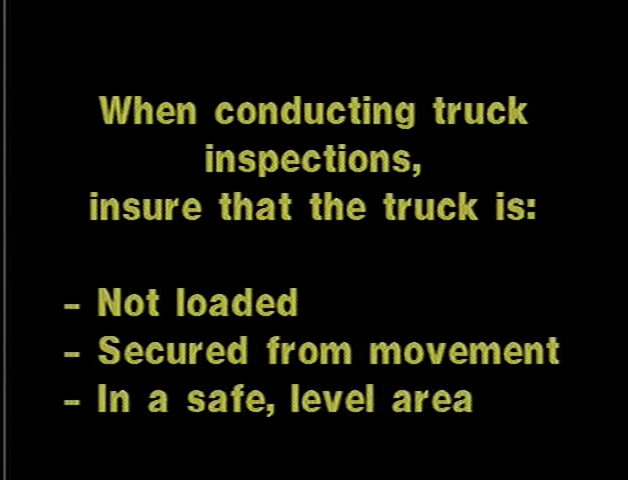 When conducting truck
inspections,
insure that the truck is:
- Not loaded
- Secured from movement
- In a safe, level area